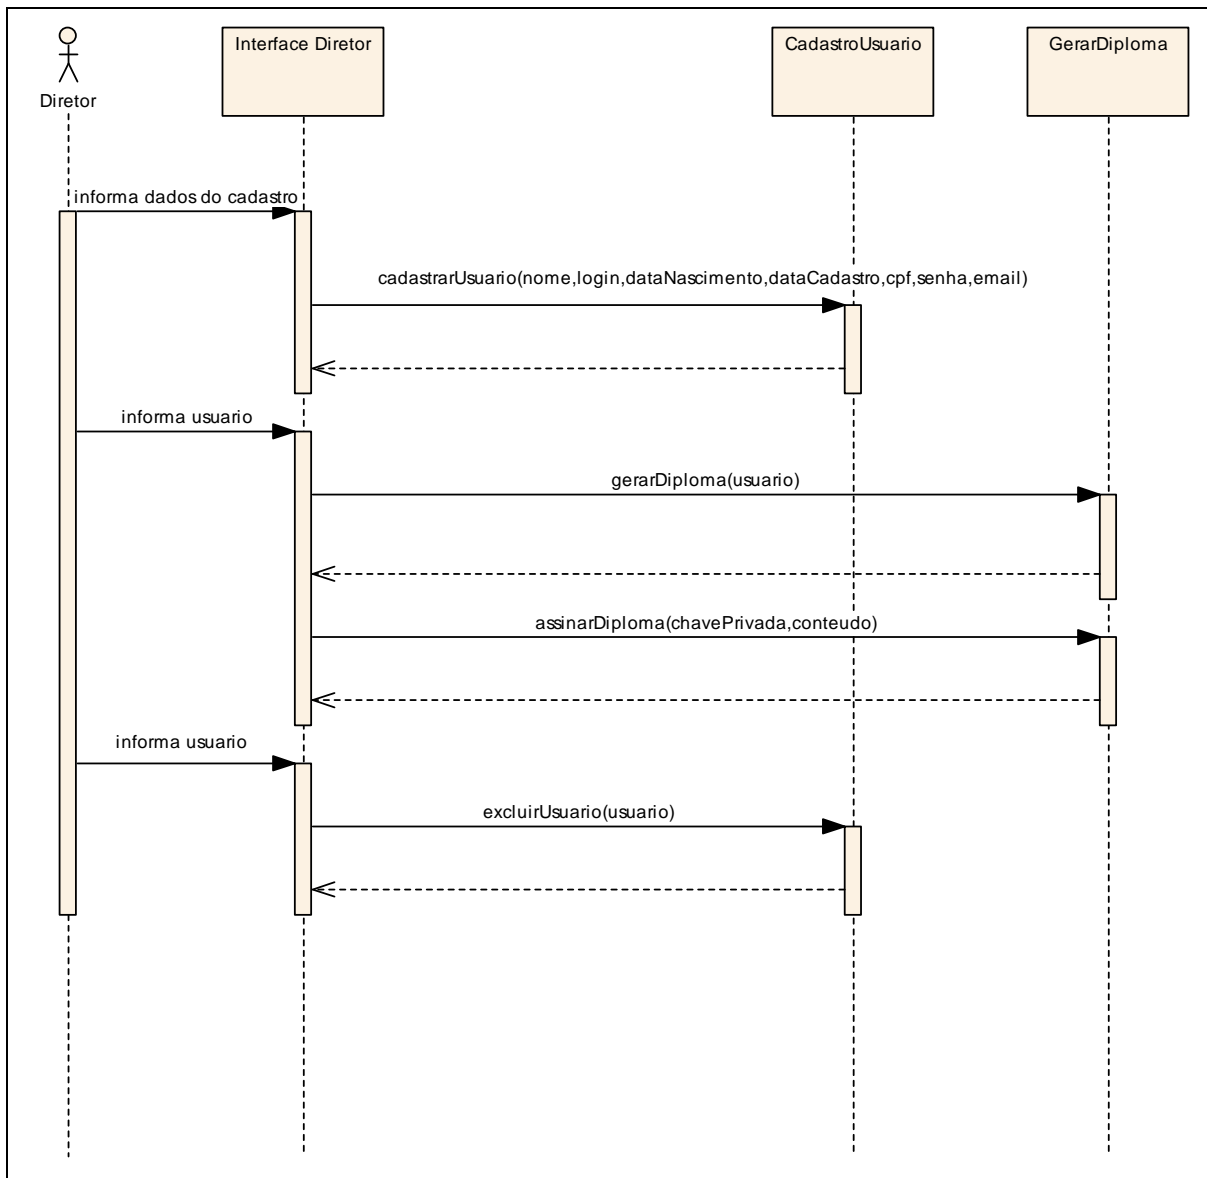 Diretor
Interface Diretor
CadastroUsuario
GerarDiploma
informa dados do cadastro
cadastrarUsuario(nome,login,dataNascimento,dataCadastro,cpf,senha,email)
informa usuario
gerarDiploma(usuario)
assinarDiploma(chavePrivada,conteudo)
informa usuario
excluirUsuario(usuario)